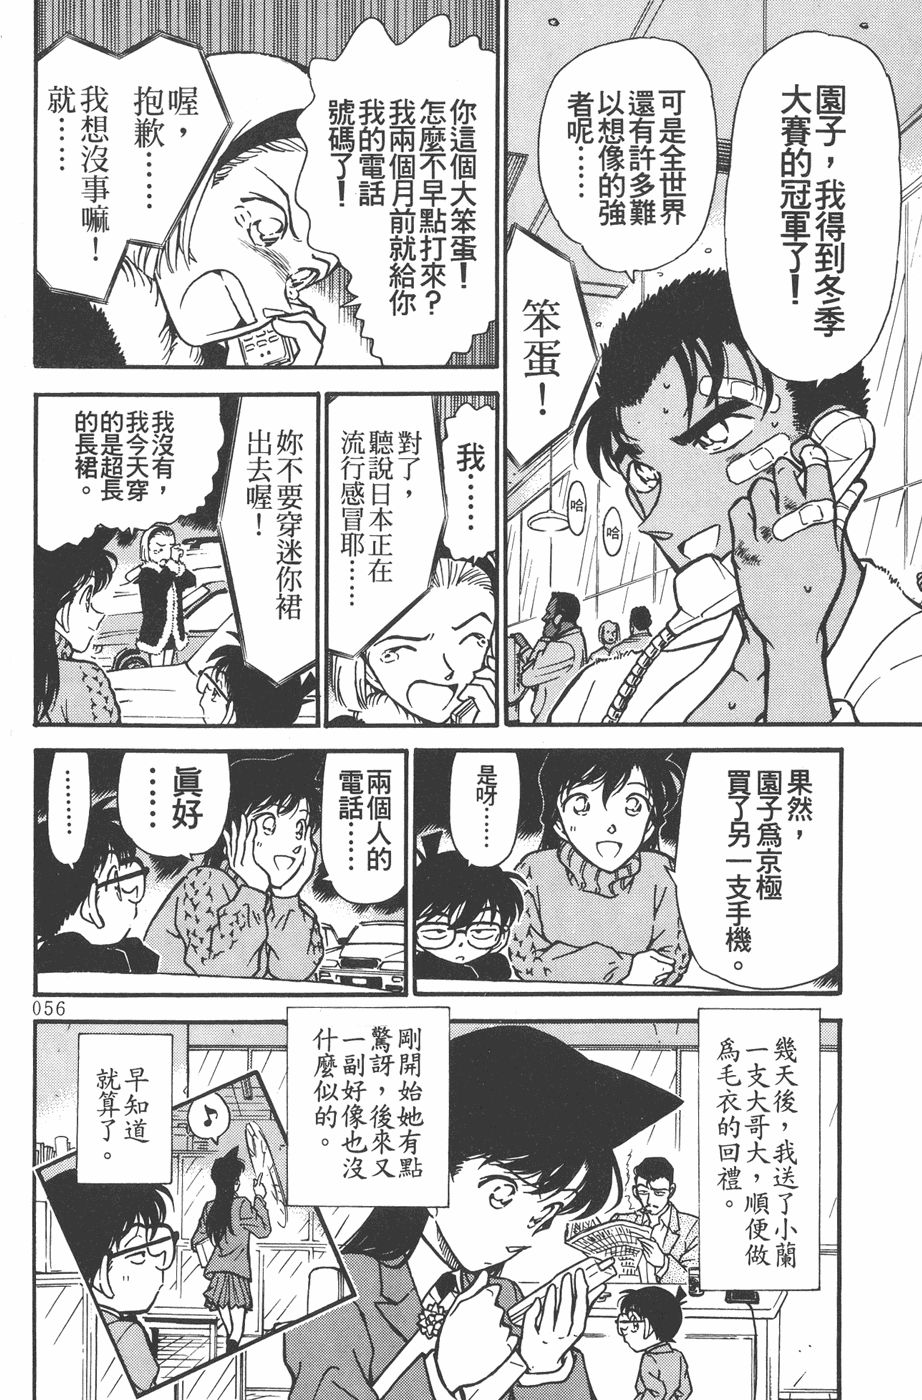 園子，我得到冬季
大賽的冠軍了！
可是全世界
還有許多難
以想像的強
者呢……
笨蛋！
哈
哈
你這個大笨蛋！
怎麼不早點打來？
我兩個月前就給你
我的電話
號碼了！
喔，
抱歉……
我想沒事嘛！
就……
我……
對了，
聽說日本正在
流行感冒耶……
妳不要穿迷你裙
出去喔！
我沒有，
我今天穿
的是超長
的長裙。
果然，
園子為京極
買了另一支手機。
是呀…
兩個人的
電話……
眞好
……
………
056
幾天後，我送了小蘭
一支大哥大，順便做
為毛衣的回禮。
剛開始她有點
驚訝，後來又
一副好像也沒
什麼似的。
早知道
就算了。
♪